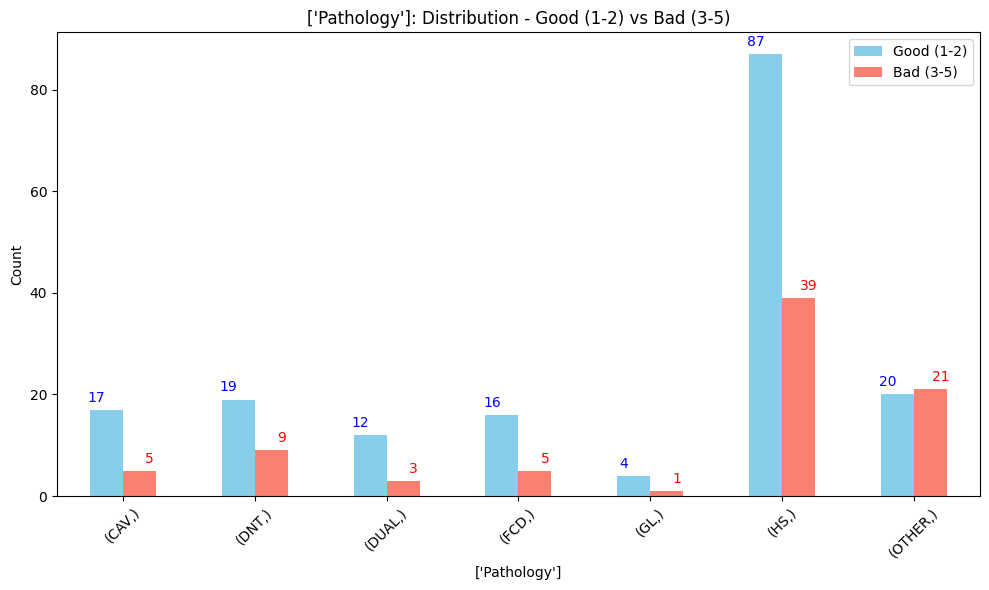 ['Pathology']: Distribution - Good (1-2) vs Bad (3-5)
Good (1-2)
Bad (3-5)
Count
80
60
40
20
0
17
5
19
9
12
3
16
5
4
1
87
39
20
21
(CAV,)
(DNT,)
(DUAL,)
(FCD,)
(GL,)
(HS,)
(OTHER,)
['Pathology']